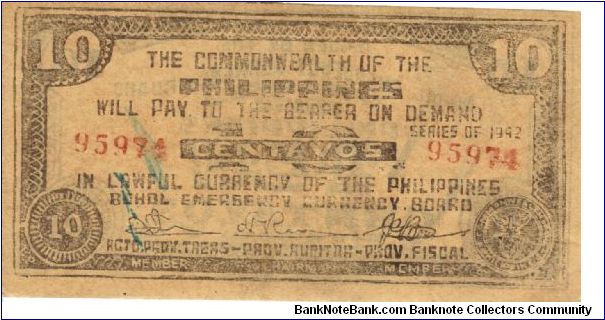 10 10
THE COMMONWEALTH OF THE
PHILIPPINES
WILL PAY TO THE BEARER ON DEMAND
SERIES OF 1942
95974 CENTAVOS 95974
IN LAWFUL CURRENCY OF THE PHILIPPINES
BOHOL EMERGENCY CURRENCY BOARD
10
ACTG.PROV.TREAS-PROV.AUDITOR-PROV.FISCAL
MEMBER MEMBER
BankNoteBank.com Banknote Collectors Community